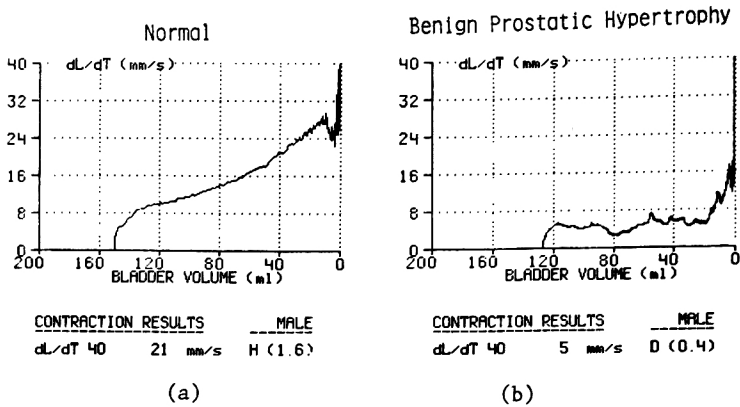 Normal
dL/dT (mm/s)
40
32
24
16
8
0
200 160 120 80 40 0
BLADDER VOLUME (ml)
CONTRACTION RESULTS MALE
dL/dT 40 21 mm/s H (1.6)
(a)
Benign Prostatic Hypertrophy
dL/dT (mm/s)
40
32
24
16
8
0
200 160 120 80 40 0
BLADDER VOLUME (ml)
CONTRACTION RESULTS MALE
dL/dT 40 5 mm/s D (0.4)
(b)